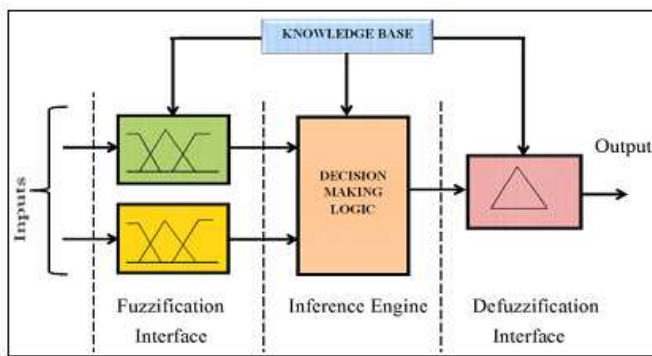 KNOWLEDGE BASE
Inputs
DECISION
MAKING
LOGIC
Output
Fuzzification
Interface
Inference Engine
Defuzzification
Interface